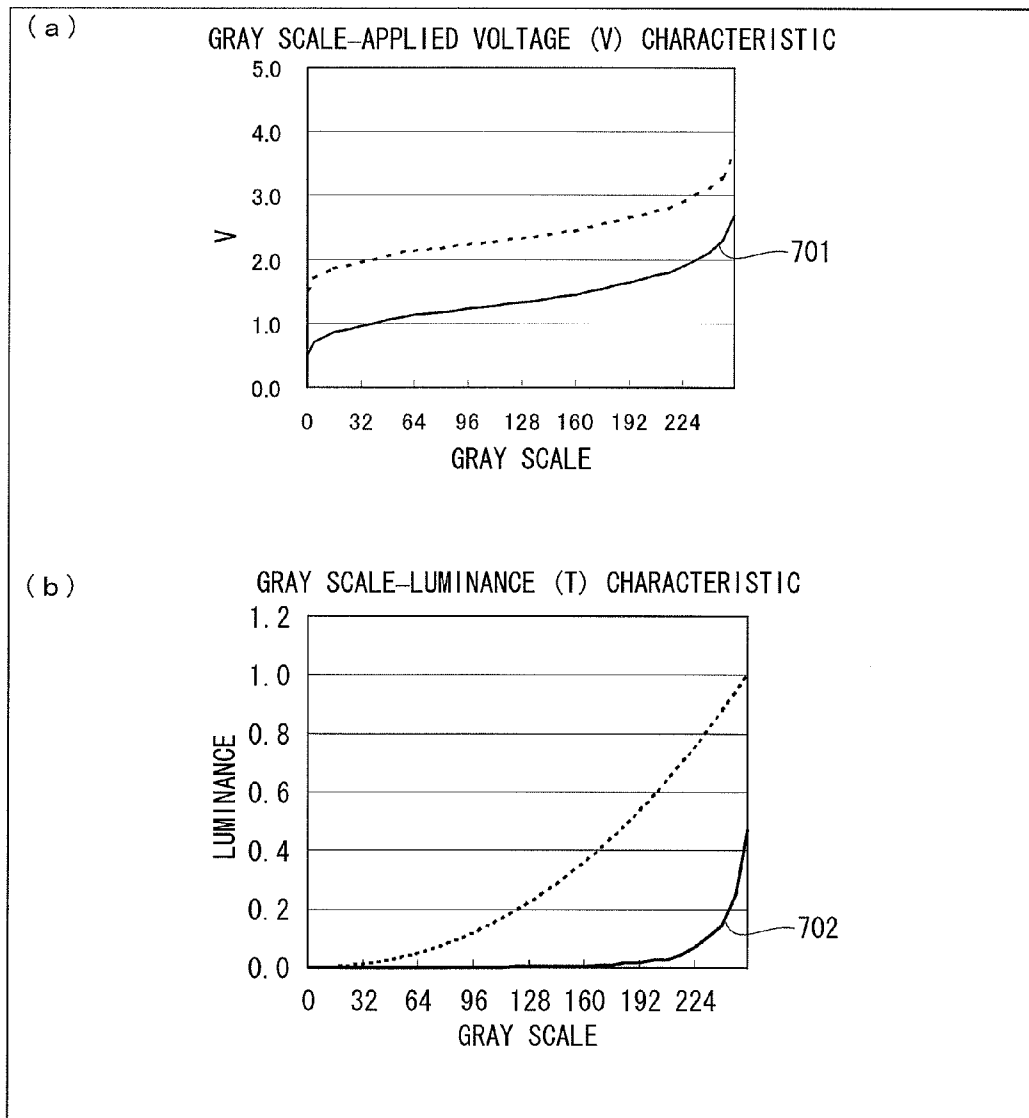 (a)
GRAY SCALE–APPLIED VOLTAGE (V) CHARACTERISTIC
5.0
4.0
3.0
2.0
1.0
0.0
V
701
0 32 64 96 128 160 192 224
GRAY SCALE
(b)
GRAY SCALE–LUMINANCE (T) CHARACTERISTIC
1.2
1.0
0.8
0.6
0.4
0.2
0.0
LUMINANCE
702
0 32 64 96 128 160 192 224
GRAY SCALE